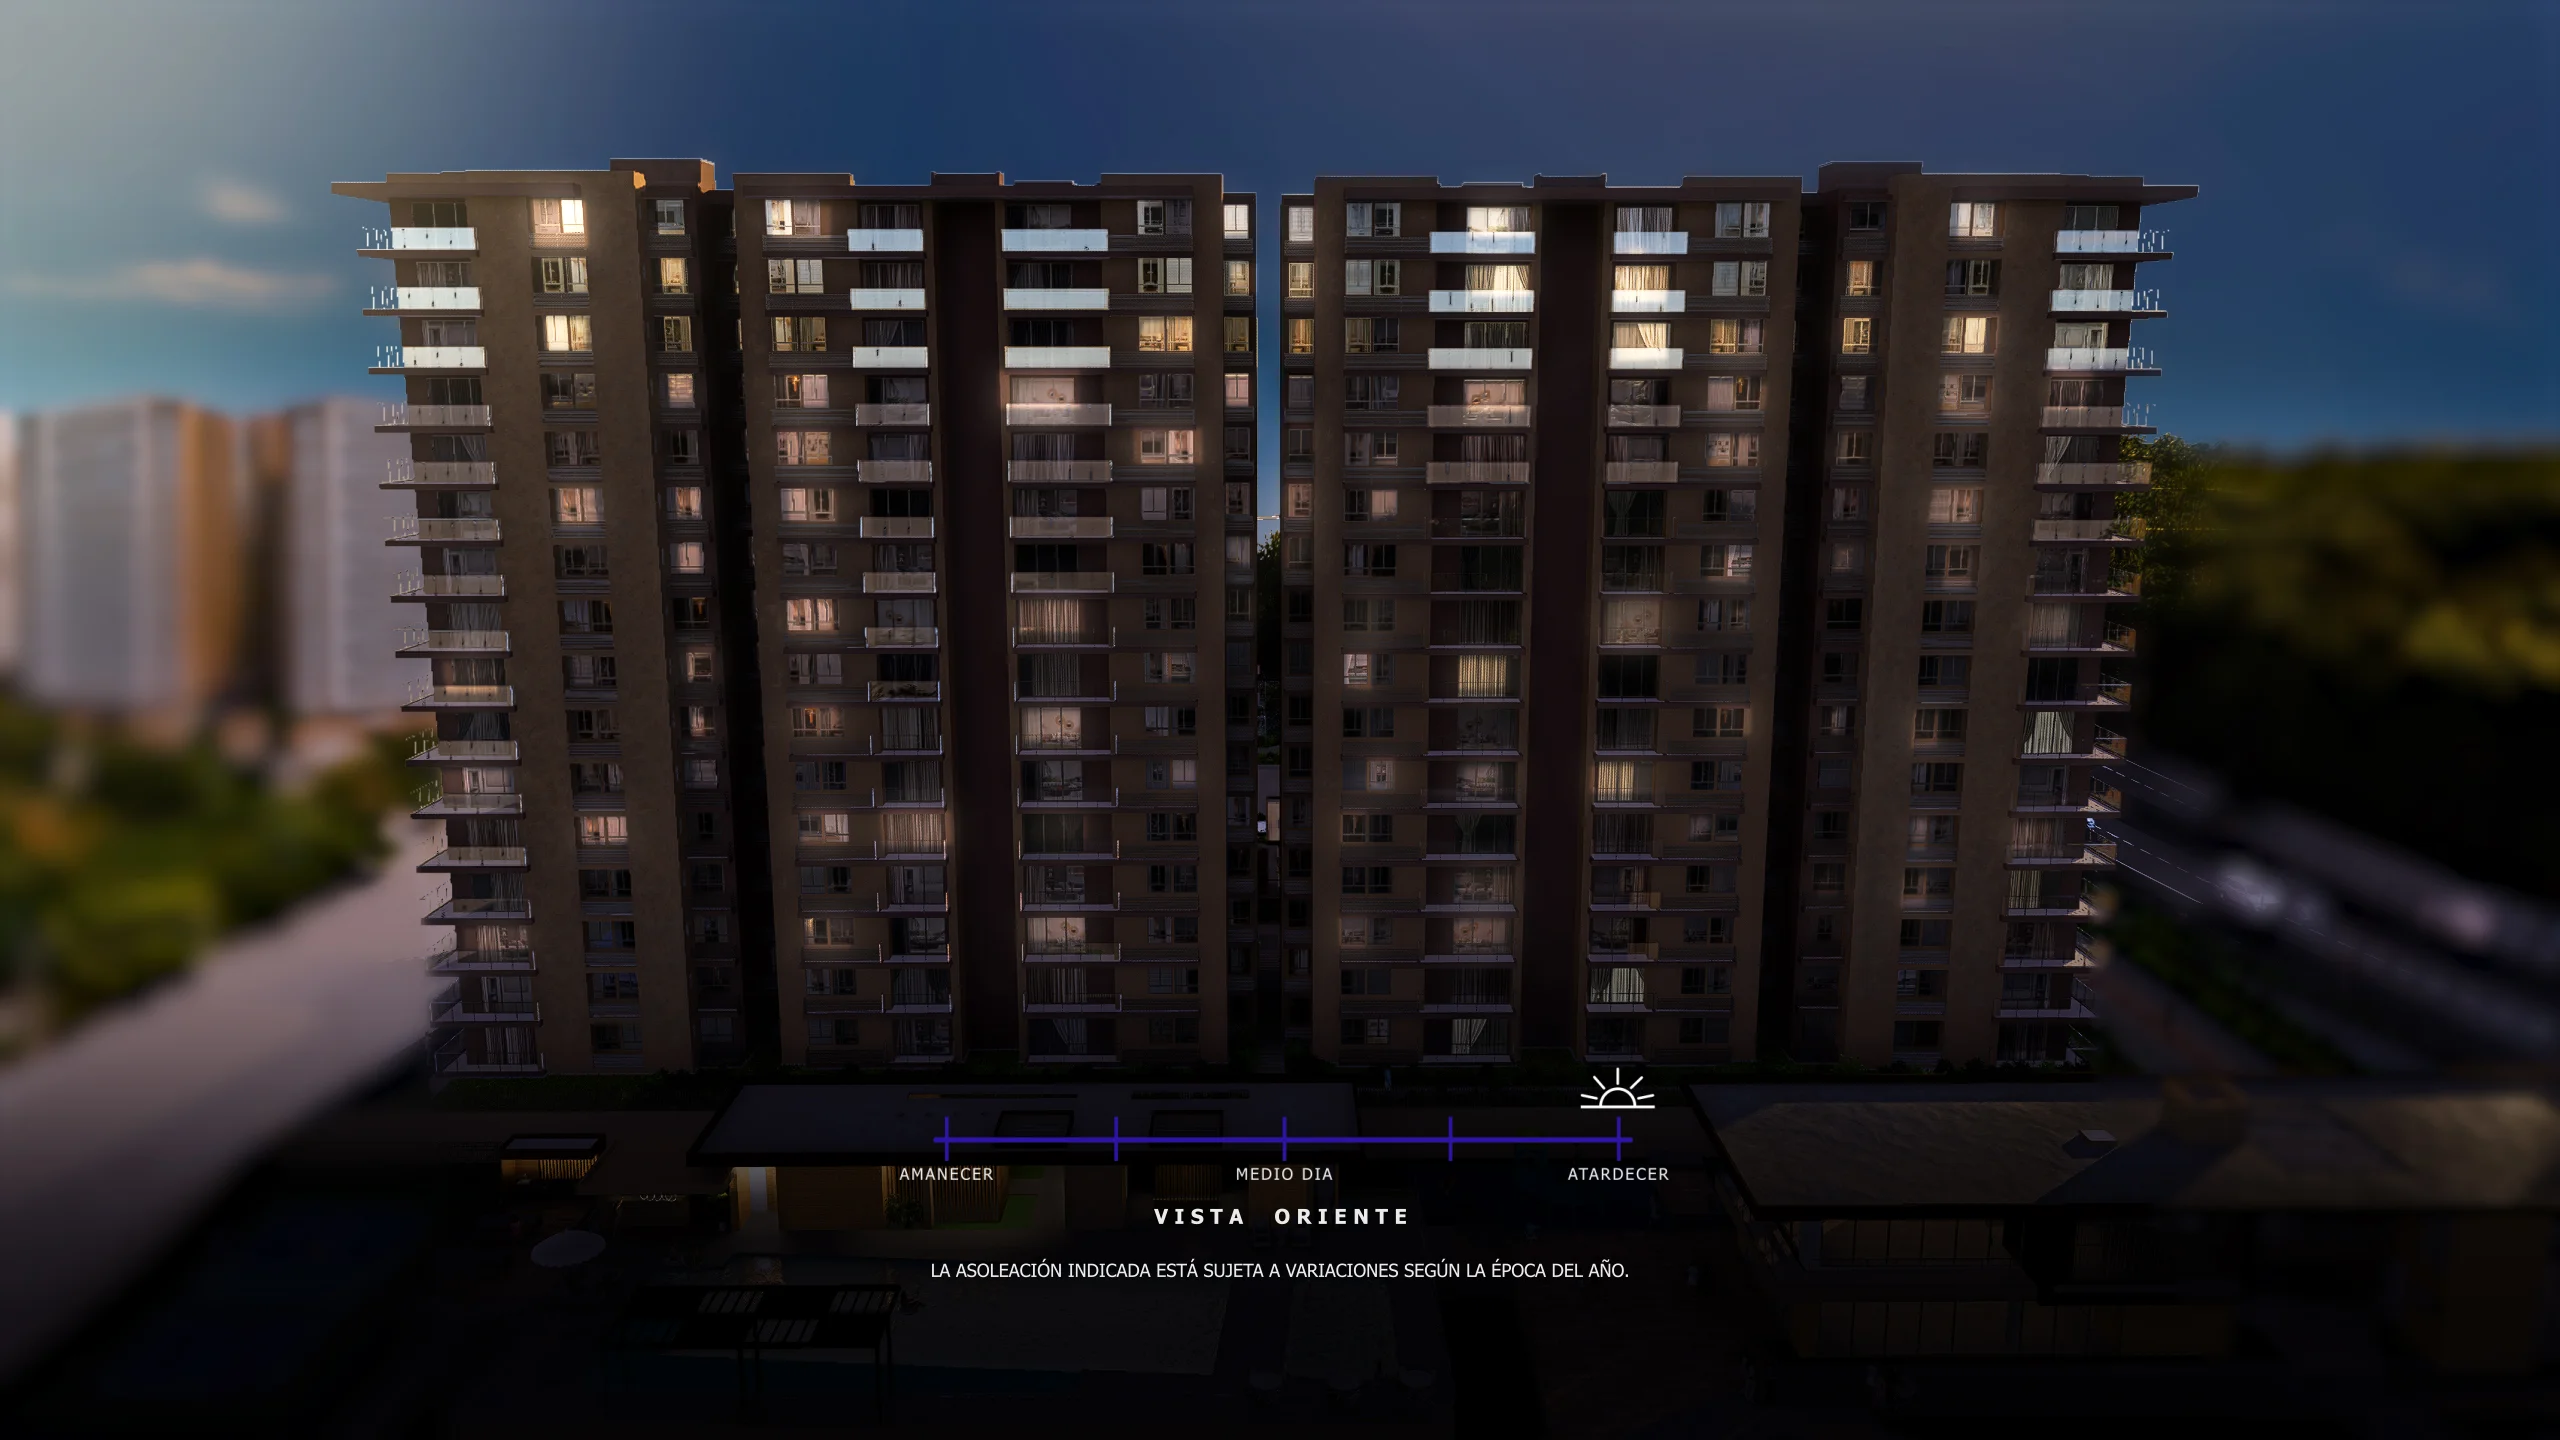 AMANECER MEDIO DIA ATARDECER
VISTA ORIENTE
LA ASOLEACIÓN INDICADA ESTÁ SUJETA A VARIACIONES SEGÚN LA ÉPOCA DEL AÑO.